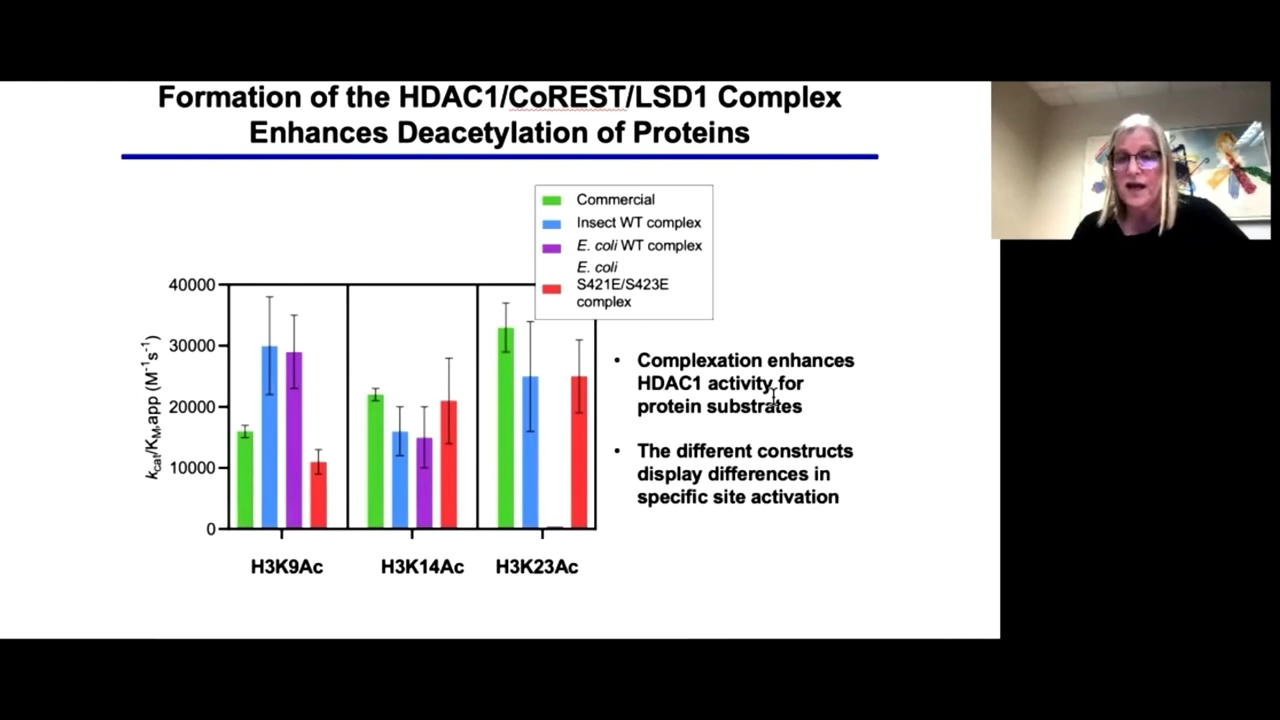 Formation of the HDAC1/CoREST/LSD1 Complex
Enhances Deacetylation of Proteins
Commercial
Insect WT complex
E. coli WT complex
E. coli
S421E/S423E
complex
40000
30000
20000
10000
0
kcat/KM,app (M-1s-1)
H3K9Ac
H3K14Ac
H3K23Ac
• Complexation enhances
HDAC1 activity for
protein substrates
• The different constructs
display differences in
specific site activation